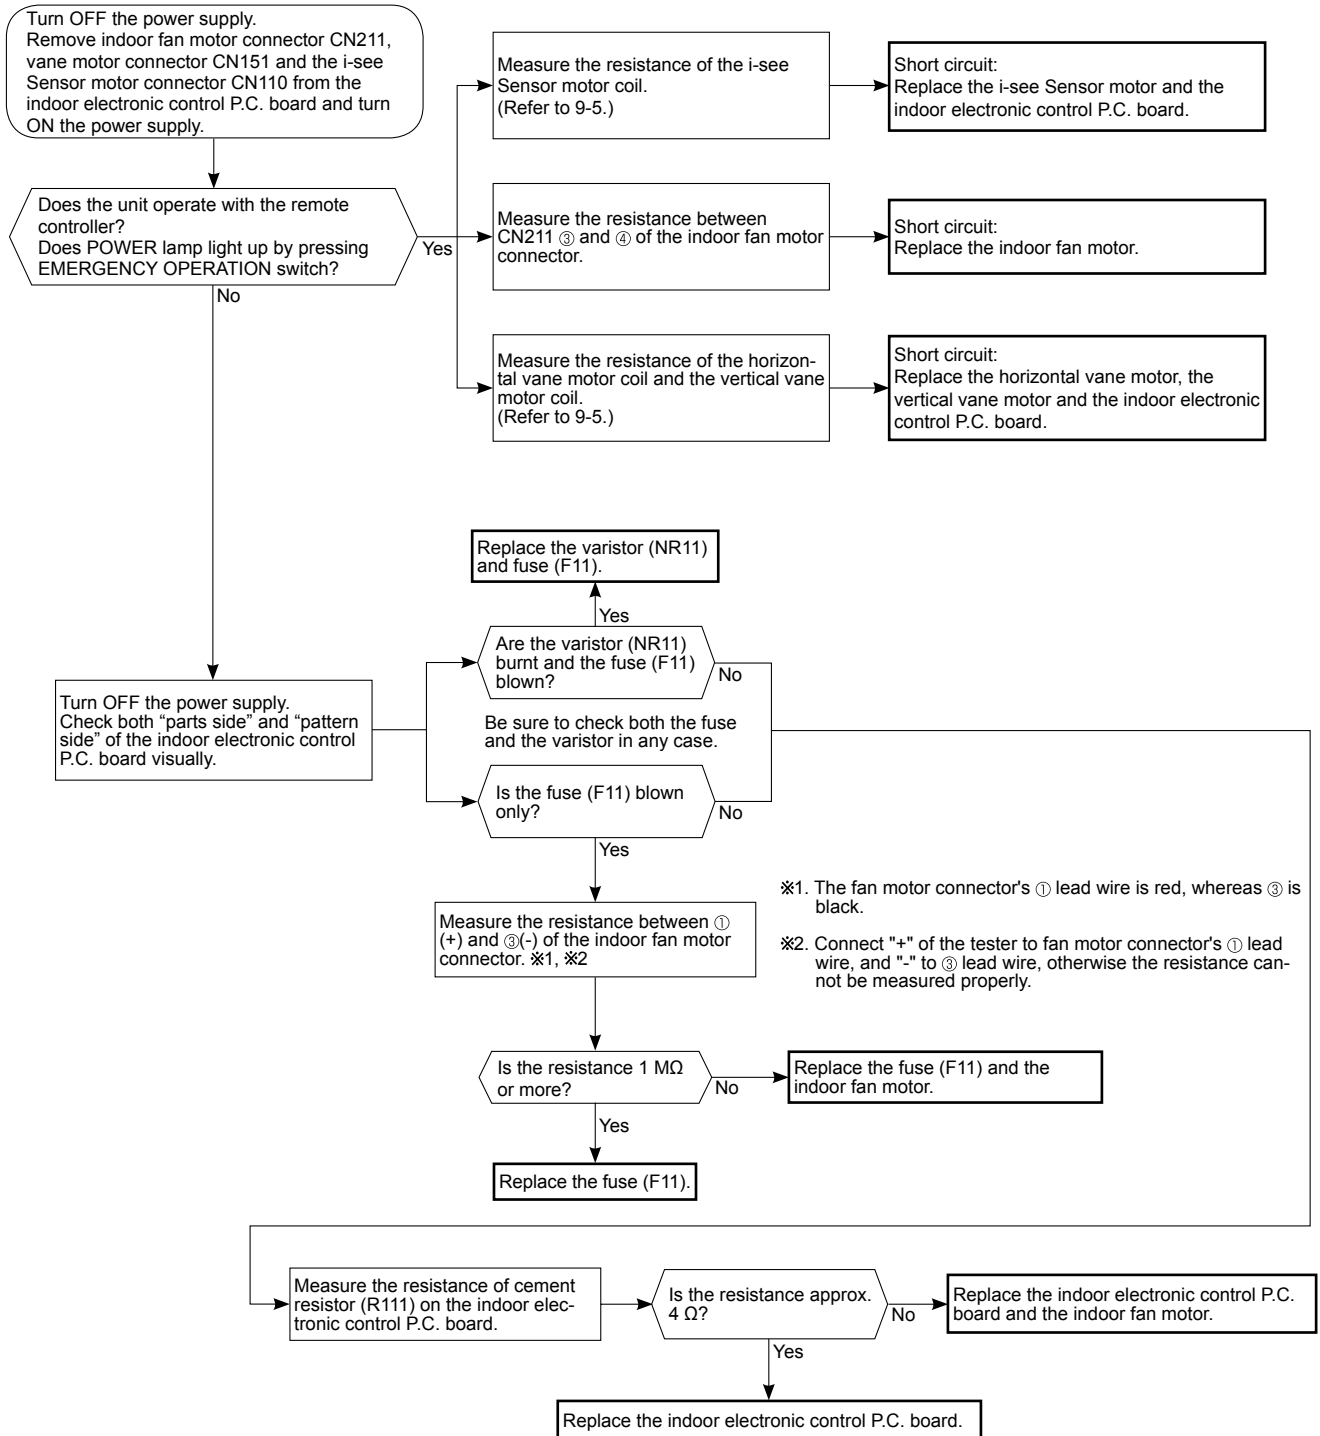 Turn OFF the power supply.
Remove indoor fan motor connector CN211,
vane motor connector CN151 and the i-see
Sensor motor connector CN110 from the
indoor electronic control P.C. board and turn
ON the power supply.
Does the unit operate with the remote
controller?
Does POWER lamp light up by pressing
EMERGENCY OPERATION switch?
Yes
No
Measure the resistance of the i-see
Sensor motor coil.
(Refer to 9-5.)
Short circuit:
Replace the i-see Sensor motor and the
indoor electronic control P.C. board.
Measure the resistance between
CN211 ③ and ④ of the indoor fan motor
connector.
Short circuit:
Replace the indoor fan motor.
Measure the resistance of the horizon-
tal vane motor coil and the vertical vane
motor coil.
(Refer to 9-5.)
Short circuit:
Replace the horizontal vane motor, the
vertical vane motor and the indoor electronic
control P.C. board.
Turn OFF the power supply.
Check both “parts side” and “pattern
side” of the indoor electronic control
P.C. board visually.
Replace the varistor (NR11)
and fuse (F11).
Yes
Are the varistor (NR11)
burnt and the fuse (F11)
blown?
No
Be sure to check both the fuse
and the varistor in any case.
Is the fuse (F11) blown
only?
No
Yes
Measure the resistance between ①
(+) and ③(-) of the indoor fan motor
connector. ※1, ※2
※1. The fan motor connector's ① lead wire is red, whereas ③ is
black.
※2. Connect "+" of the tester to fan motor connector's ① lead
wire, and "-" to ③ lead wire, otherwise the resistance can-
not be measured properly.
Is the resistance 1 MΩ
or more?
No
Replace the fuse (F11) and the
indoor fan motor.
Yes
Replace the fuse (F11).
Measure the resistance of cement
resistor (R111) on the indoor elec-
tronic control P.C. board.
Is the resistance approx.
4 Ω?
No
Replace the indoor electronic control P.C.
board and the indoor fan motor.
Yes
Replace the indoor electronic control P.C. board.